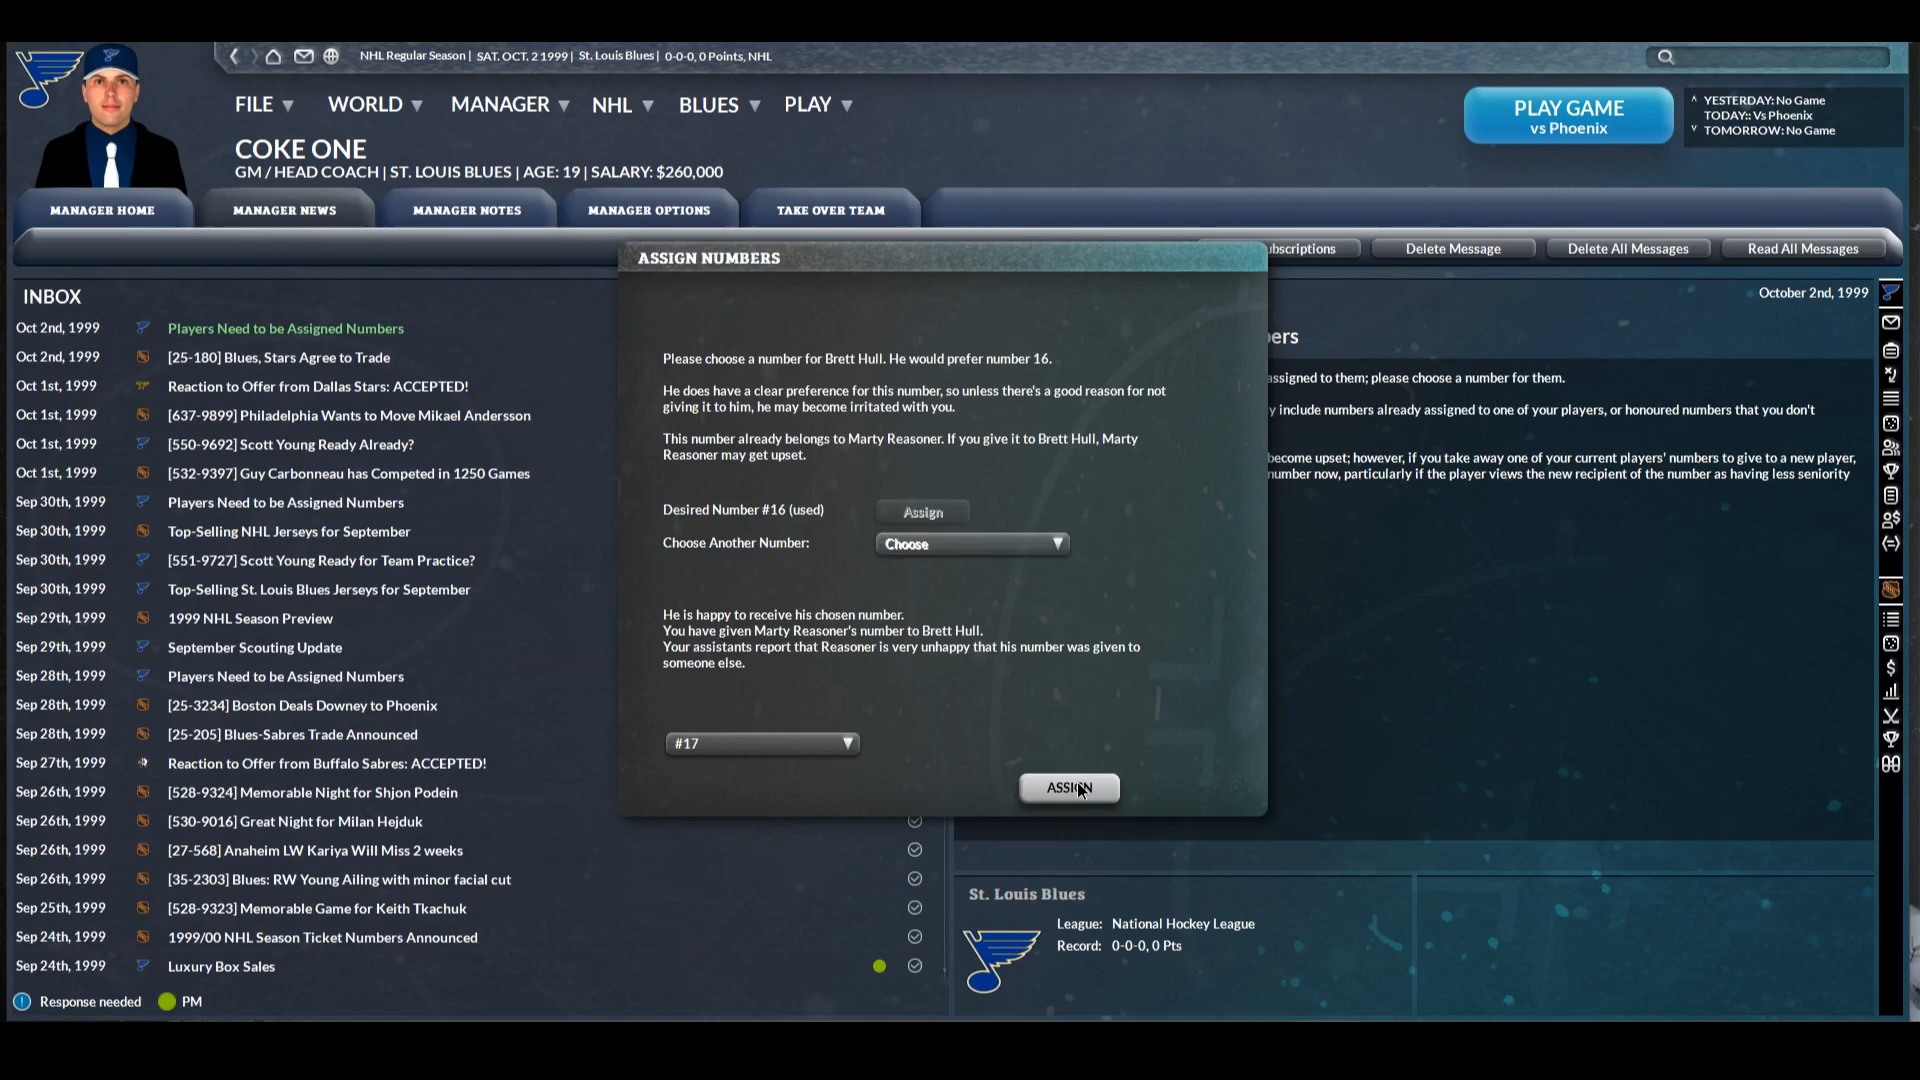 NHL Regular Season | SAT. OCT. 2 1999 | St. Louis Blues | 0-0-0, 0 Points, NHL
FILE WORLD MANAGER NHL BLUES PLAY
PLAY GAME
vs Phoenix
YESTERDAY: No Game
TODAY:: Vs Phoenix
TOMORROW: No Game
COKE ONE
GM / HEAD COACH | ST. LOUIS BLUES | AGE: 19 | SALARY: $260,000
MANAGER HOME MANAGER NEWS MANAGER NOTES MANAGER OPTIONS TAKE OVER TEAM
ubscriptions Delete Message Delete All Messages Read All Messages
INBOX
Oct 2nd, 1999 Players Need to be Assigned Numbers
Oct 2nd, 1999 [25-180] Blues, Stars Agree to Trade
Oct 1st, 1999 Reaction to Offer from Dallas Stars: ACCEPTED!
Oct 1st, 1999 [637-9899] Philadelphia Wants to Move Mikael Andersson
Oct 1st, 1999 [550-9692] Scott Young Ready Already?
Oct 1st, 1999 [532-9397] Guy Carbonneau has Competed in 1250 Games
Sep 30th, 1999 Players Need to be Assigned Numbers
Sep 30th, 1999 Top-Selling NHL Jerseys for September
Sep 30th, 1999 [551-9727] Scott Young Ready for Team Practice?
Sep 30th, 1999 Top-Selling St. Louis Blues Jerseys for September
Sep 29th, 1999 1999 NHL Season Preview
Sep 29th, 1999 September Scouting Update
Sep 28th, 1999 Players Need to be Assigned Numbers
Sep 28th, 1999 [25-3234] Boston Deals Downey to Phoenix
Sep 28th, 1999 [25-205] Blues-Sabres Trade Announced
Sep 27th, 1999 Reaction to Offer from Buffalo Sabres: ACCEPTED!
Sep 26th, 1999 [528-9324] Memorable Night for Shjon Podein
Sep 26th, 1999 [530-9016] Great Night for Milan Hejduk
Sep 26th, 1999 [27-568] Anaheim LW Kariya Will Miss 2 weeks
Sep 26th, 1999 [35-2303] Blues: RW Young Ailing with minor facial cut
Sep 25th, 1999 [528-9323] Memorable Game for Keith Tkachuk
Sep 24th, 1999 1999/00 NHL Season Ticket Numbers Announced
Sep 24th, 1999 Luxury Box Sales
Response needed PM
ASSIGN NUMBERS
Please choose a number for Brett Hull. He would prefer number 16.
He does have a clear preference for this number, so unless there's a good reason for not
giving it to him, he may become irritated with you.
This number already belongs to Marty Reasoner. If you give it to Brett Hull, Marty
Reasoner may get upset.
Desired Number #16 (used) Assign
Choose Another Number: Choose
He is happy to receive his chosen number.
You have given Marty Reasoner's number to Brett Hull.
Your assistants report that Reasoner is very unhappy that his number was given to
someone else.
#17
ASSIGN
October 2nd, 1999
ers
assigned to them; please choose a number for them.
y include numbers already assigned to one of your players, or honoured numbers that you don't
become upset; however, if you take away one of your current players' numbers to give to a new player,
number now, particularly if the player views the new recipient of the number as having less seniority
St. Louis Blues
League: National Hockey League
Record: 0-0-0, 0 Pts